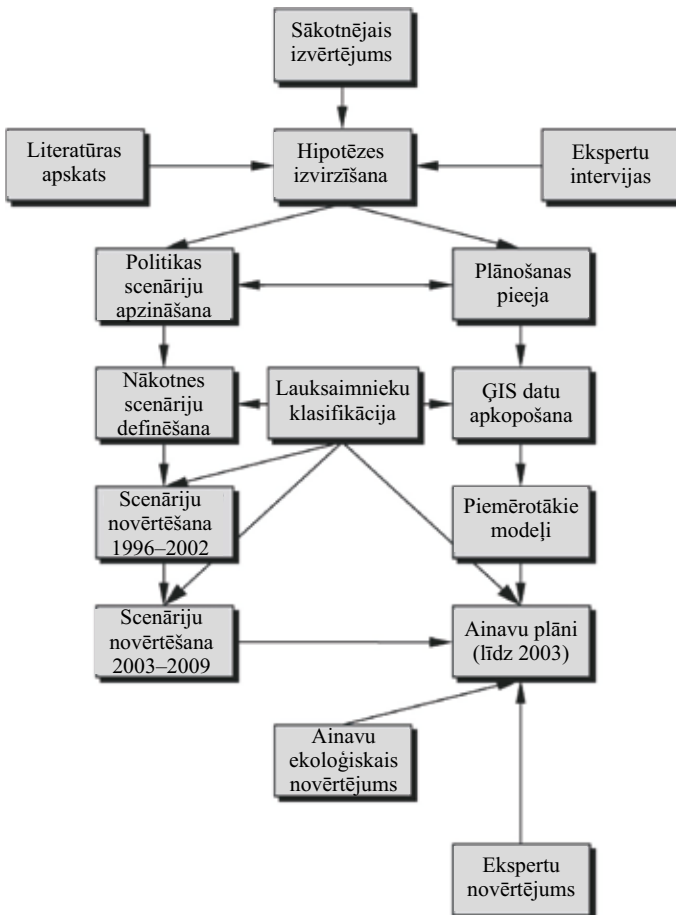 Sākotnējais
izvērtējums
Literatūras
apskats
Hipotēzes
izvirzīšana
Ekspertu
intervijas
Politikas
scenāriju
apzināšana
Plānošanas
pieeja
Nākotnes
scenāriju
definēšana
Lauksaimnieku
klasifikācija
ĢIS datu
apkopošana
Scenāriju
novērtēšana
1996–2002
Piemērotākie
modeļi
Scenāriju
novērtēšana
2003–2009
Ainavu plāni
(līdz 2003)
Ainavu
ekoloģiskais
novērtējums
Ekspertu
novērtējums